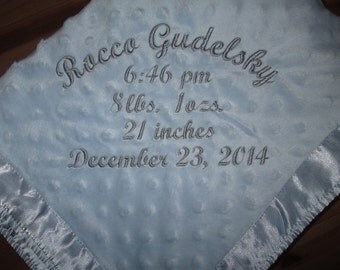 Rocco Gudelsky
6:46 pm
8lbs. 1ozs.
21 inches
December 23, 2014